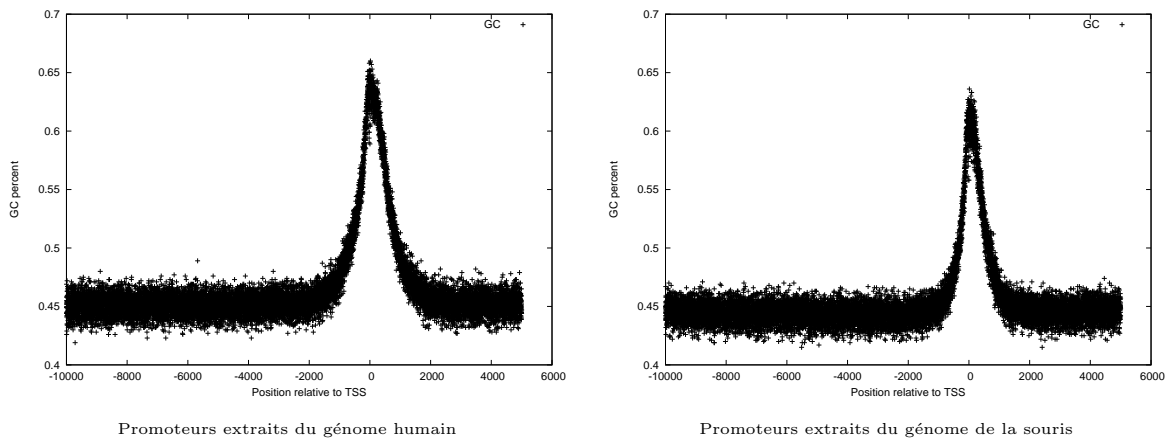 0.7
0.65
0.6
0.55
0.5
0.45
0.4
GC percent
GC
-10000 -8000 -6000 -4000 -2000 0 2000 4000 6000
Position relative to TSS
Promoteurs extraits du génome humain
0.7
0.65
0.6
0.55
0.5
0.45
0.4
GC percent
GC
-10000 -8000 -6000 -4000 -2000 0 2000 4000 6000
Position relative to TSS
Promoteurs extraits du génome de la souris